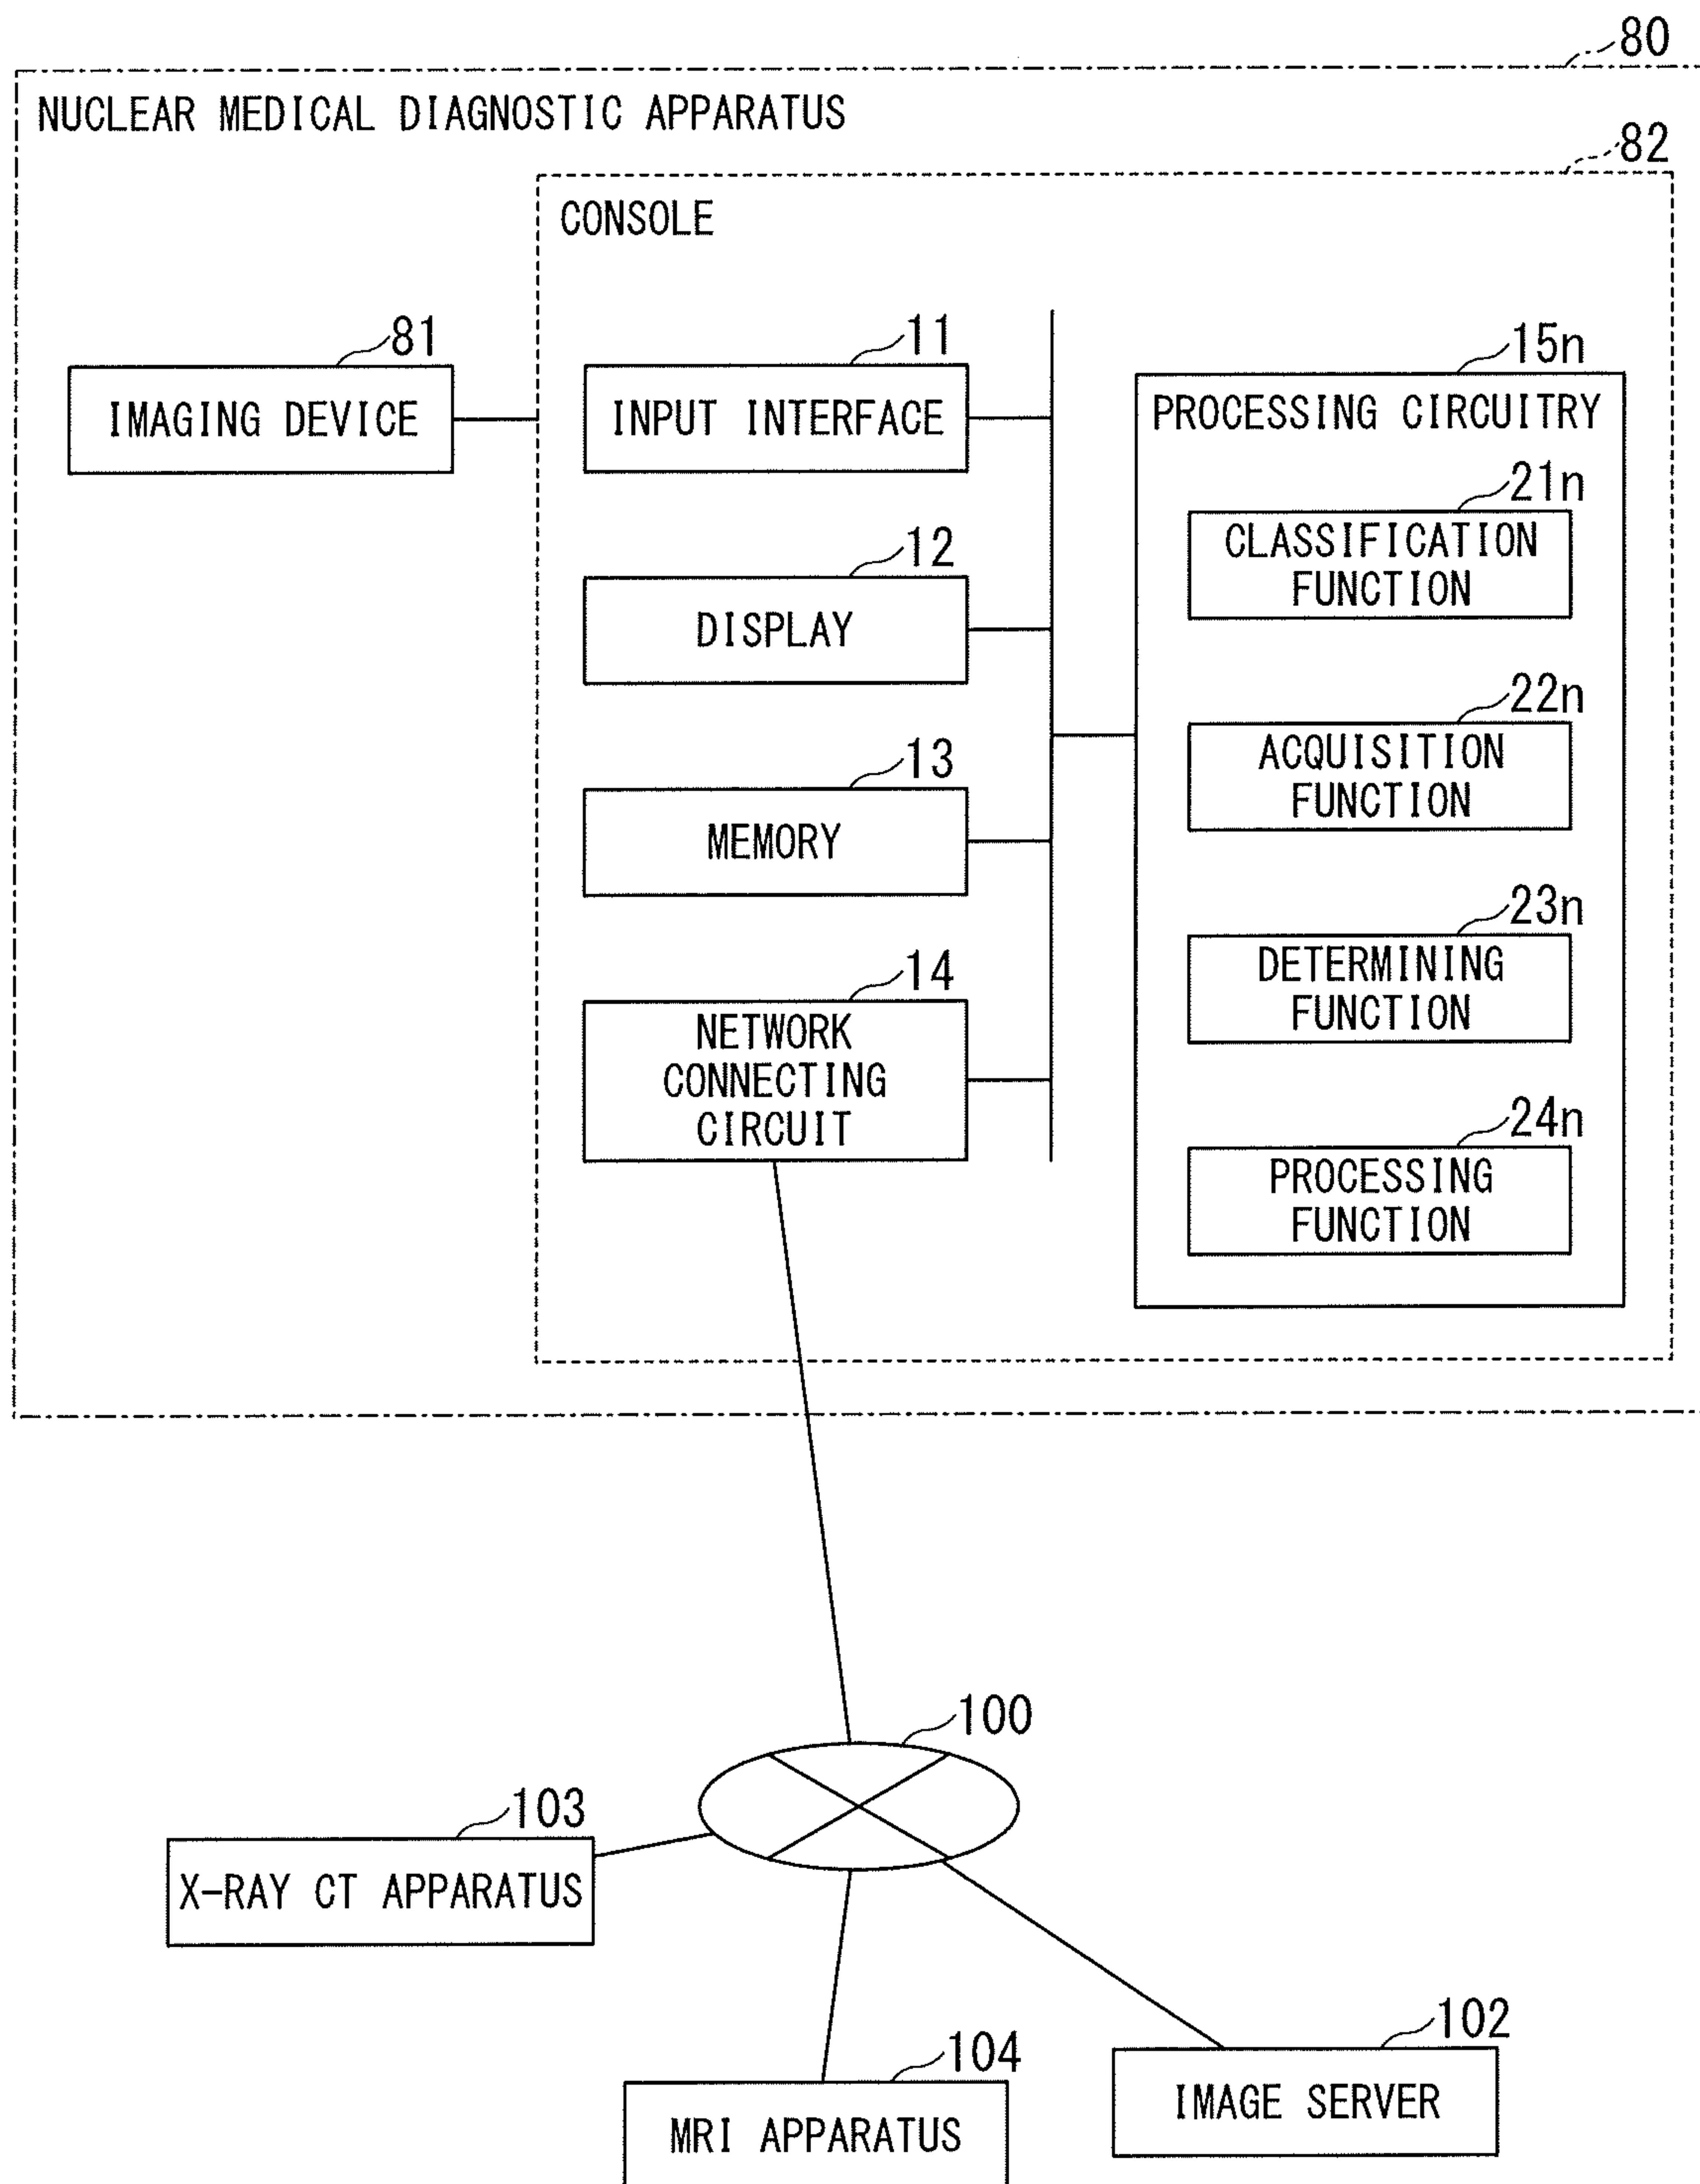 80
NUCLEAR MEDICAL DIAGNOSTIC APPARATUS
82
CONSOLE
81
IMAGING DEVICE
11
INPUT INTERFACE
12
DISPLAY
13
MEMORY
14
NETWORK
CONNECTING
CIRCUIT
15n
PROCESSING CIRCUITRY
21n
CLASSIFICATION
FUNCTION
22n
ACQUISITION
FUNCTION
23n
DETERMINING
FUNCTION
24n
PROCESSING
FUNCTION
100
103
X-RAY CT APPARATUS
104
MRI APPARATUS
102
IMAGE SERVER